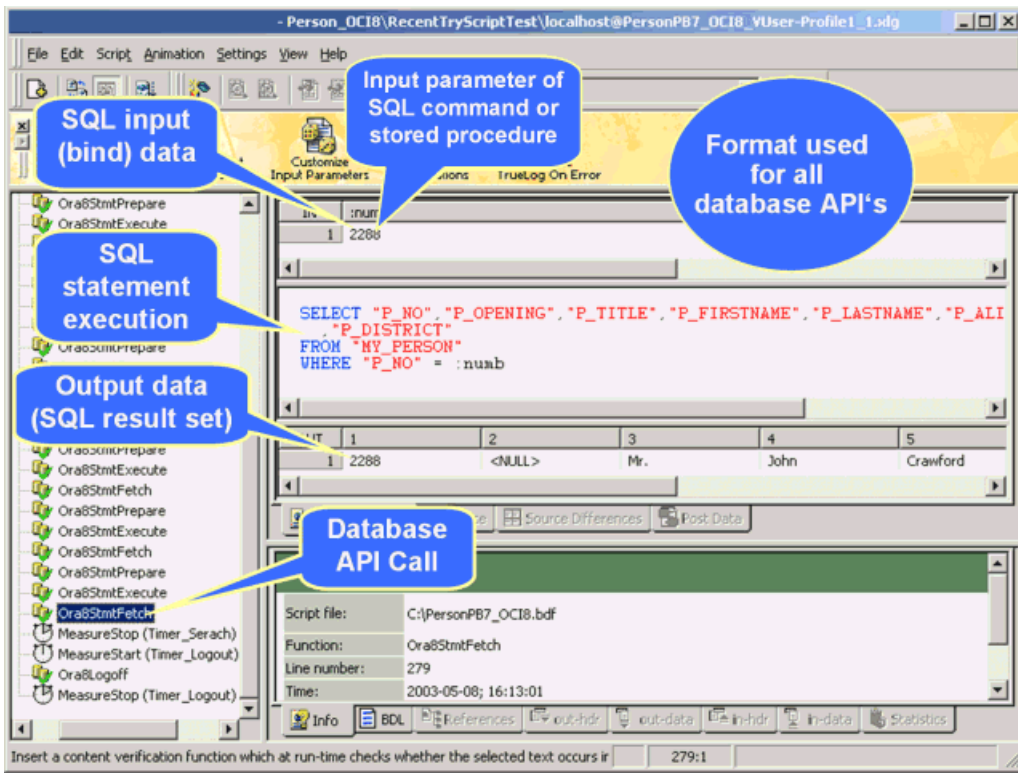 - Person_OCI8\RecentTryScriptTest\localhost@PersonPB7_OCI8_VUser-Profile1_1.xlg
File Edit Script Animation Settings View Help
Input parameter of
SQL command or
stored procedure
SQL input
(bind) data
Format used
for all
database API's
Customize
Input Parameters
TrueLog On Error
Ora8StmtPrepare
Ora8StmtExecute
1 2288
SQL
statement
execution
SELECT "P_NO","P_OPENING","P_TITLE","P_FIRSTNAME","P_LASTNAME","P_ALI
,"P_DISTRICT"
FROM "MY_PERSON"
WHERE "P_NO" = :numb
Ora8StmtPrepare
Output data
(SQL result set)
1 2 3 4 5
1 2288 <NULL> Mr. John Crawford
Ora8StmtPrepare
Ora8StmtExecute
Ora8StmtFetch
Ora8StmtPrepare
Ora8StmtExecute
Ora8StmtFetch
Ora8StmtPrepare
Ora8StmtExecute
Ora8StmtFetch
MeasureStop (Timer_Serach)
MeasureStart (Timer_Logout)
Ora8Logoff
MeasureStop (Timer_Logout)
Source Differences Post Data
Database
API Call
Script file: C:\PersonPB7_OCI8.bdf
Function: Ora8StmtFetch
Line number: 279
Time: 2003-05-08; 16:13:01
Info BDL References out-hdr out-data in-hdr in-data Statistics
Insert a content verification function which at run-time checks whether the selected text occurs ir 279:1